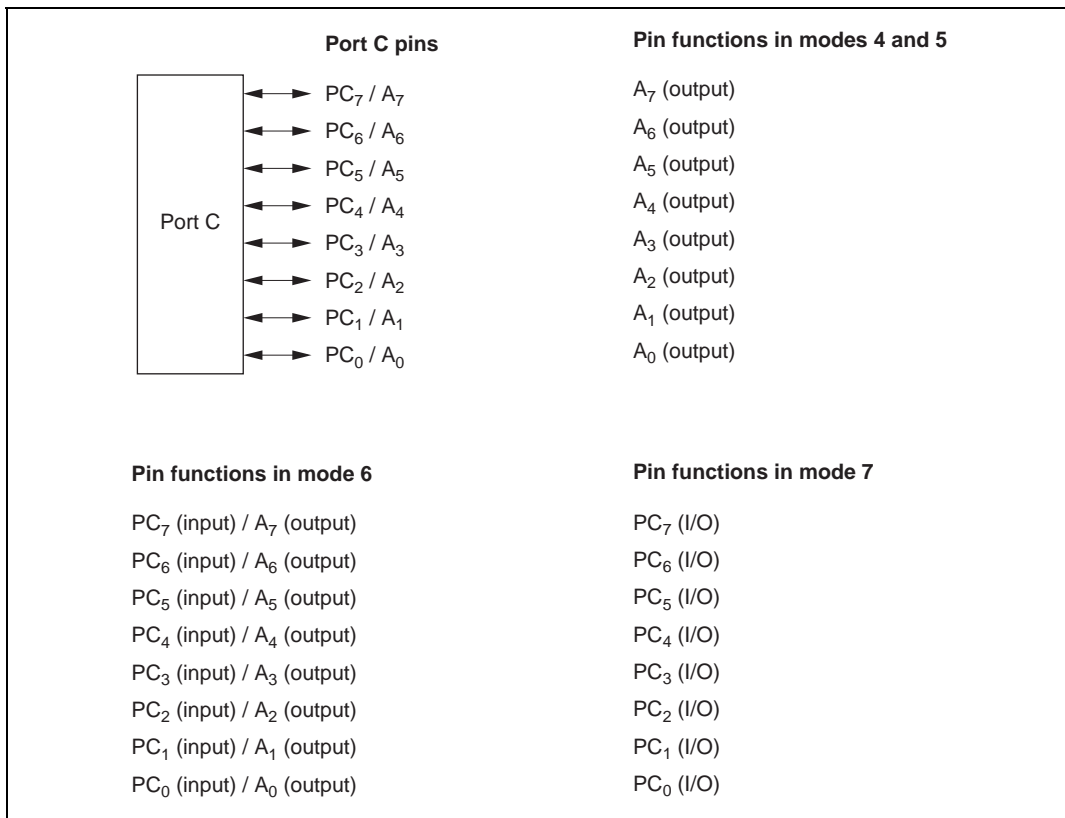 Port C pins
Port C
PC7 / A7
PC6 / A6
PC5 / A5
PC4 / A4
PC3 / A3
PC2 / A2
PC1 / A1
PC0 / A0
Pin functions in modes 4 and 5
A7 (output)
A6 (output)
A5 (output)
A4 (output)
A3 (output)
A2 (output)
A1 (output)
A0 (output)
Pin functions in mode 6
PC7 (input) / A7 (output)
PC6 (input) / A6 (output)
PC5 (input) / A5 (output)
PC4 (input) / A4 (output)
PC3 (input) / A3 (output)
PC2 (input) / A2 (output)
PC1 (input) / A1 (output)
PC0 (input) / A0 (output)
Pin functions in mode 7
PC7 (I/O)
PC6 (I/O)
PC5 (I/O)
PC4 (I/O)
PC3 (I/O)
PC2 (I/O)
PC1 (I/O)
PC0 (I/O)